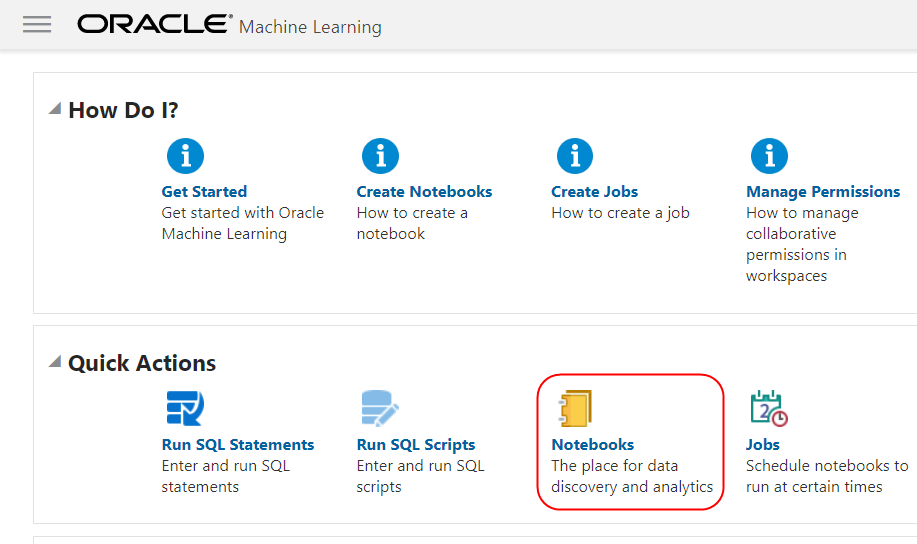 ORACLE® Machine Learning
How Do I?
Get Started
Get started with Oracle
Machine Learning
Create Notebooks
How to create a
notebook
Create Jobs
How to create a job
Manage Permissions
How to manage
collaborative
permissions in
workspaces
Quick Actions
Run SQL Statements
Enter and run SQL
statements
Run SQL Scripts
Enter and run SQL
scripts
Notebooks
The place for data
discovery and analytics
2
Jobs
Schedule notebooks to
run at certain times